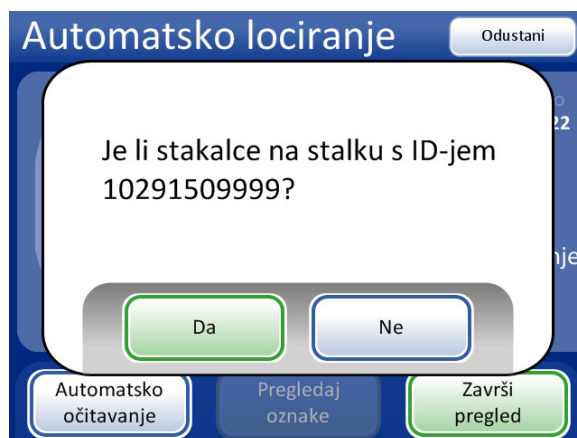 Automatsko lociranje
Odustani
Je li stakalce na stalku s ID-jem
10291509999?
Da
Ne
Automatsko
očitavanje
Pregledaj
oznake
Završi
pregled